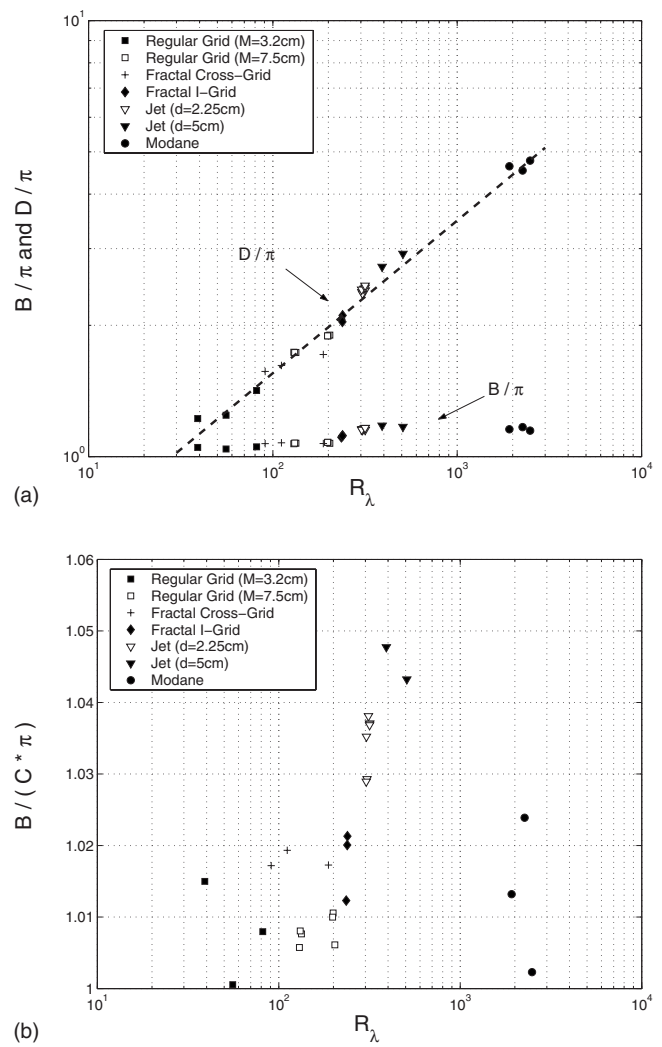 10^1
Regular Grid (M=3.2cm)
Regular Grid (M=7.5cm)
Fractal Cross−Grid
Fractal I−Grid
Jet (d=2.25cm)
Jet (d=5cm)
Modane
B / π and D / π
D / π
B / π
10^0
10^1
10^2
10^3
10^4
R_λ
(a)
1.06
Regular Grid (M=3.2cm)
Regular Grid (M=7.5cm)
Fractal Cross−Grid
Fractal I−Grid
Jet (d=2.25cm)
Jet (d=5cm)
Modane
1.05
1.04
1.03
1.02
1.01
1
B / ( C * π )
10^1
10^2
10^3
10^4
R_λ
(b)